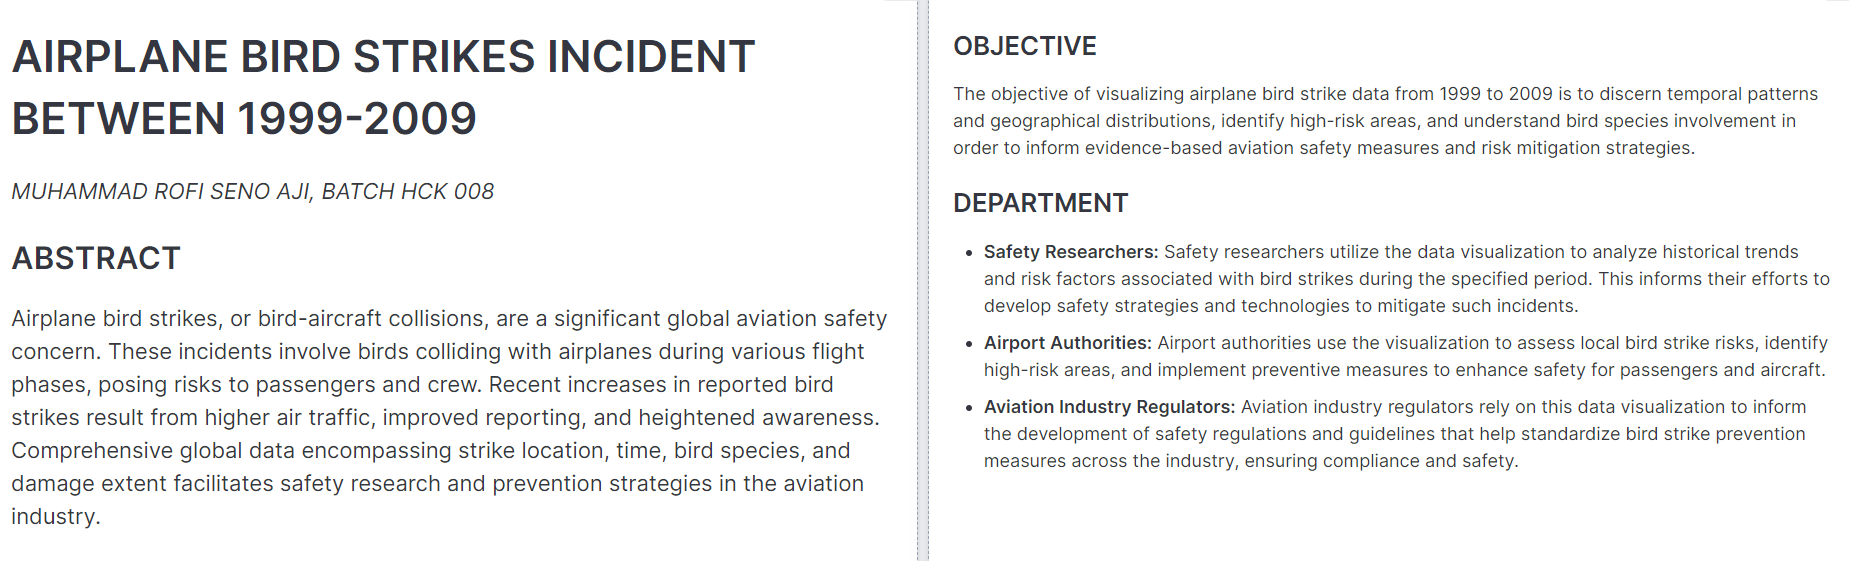 AIRPLANE BIRD STRIKES INCIDENT
BETWEEN 1999-2009
MUHAMMAD ROFI SENO AJI, BATCH HCK 008
ABSTRACT
Airplane bird strikes, or bird-aircraft collisions, are a significant global aviation safety
concern. These incidents involve birds colliding with airplanes during various flight
phases, posing risks to passengers and crew. Recent increases in reported bird
strikes result from higher air traffic, improved reporting, and heightened awareness.
Comprehensive global data encompassing strike location, time, bird species, and
damage extent facilitates safety research and prevention strategies in the aviation
industry.
OBJECTIVE
The objective of visualizing airplane bird strike data from 1999 to 2009 is to discern temporal patterns
and geographical distributions, identify high-risk areas, and understand bird species involvement in
order to inform evidence-based aviation safety measures and risk mitigation strategies.
DEPARTMENT
• Safety Researchers: Safety researchers utilize the data visualization to analyze historical trends
and risk factors associated with bird strikes during the specified period. This informs their efforts to
develop safety strategies and technologies to mitigate such incidents.
• Airport Authorities: Airport authorities use the visualization to assess local bird strike risks, identify
high-risk areas, and implement preventive measures to enhance safety for passengers and aircraft.
• Aviation Industry Regulators: Aviation industry regulators rely on this data visualization to inform
the development of safety regulations and guidelines that help standardize bird strike prevention
measures across the industry, ensuring compliance and safety.